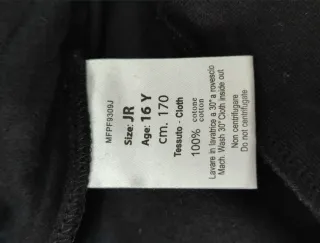 MFPF9309J
Size: JR
Age: 16 Y
cm. 170
Tessuto - Cloth
100% cotone
cotton
Lavare in lavatrice a 30° a rovescio
Mach. Wash 30° Cloth inside out
Non centrifugare
Do not centrifugate